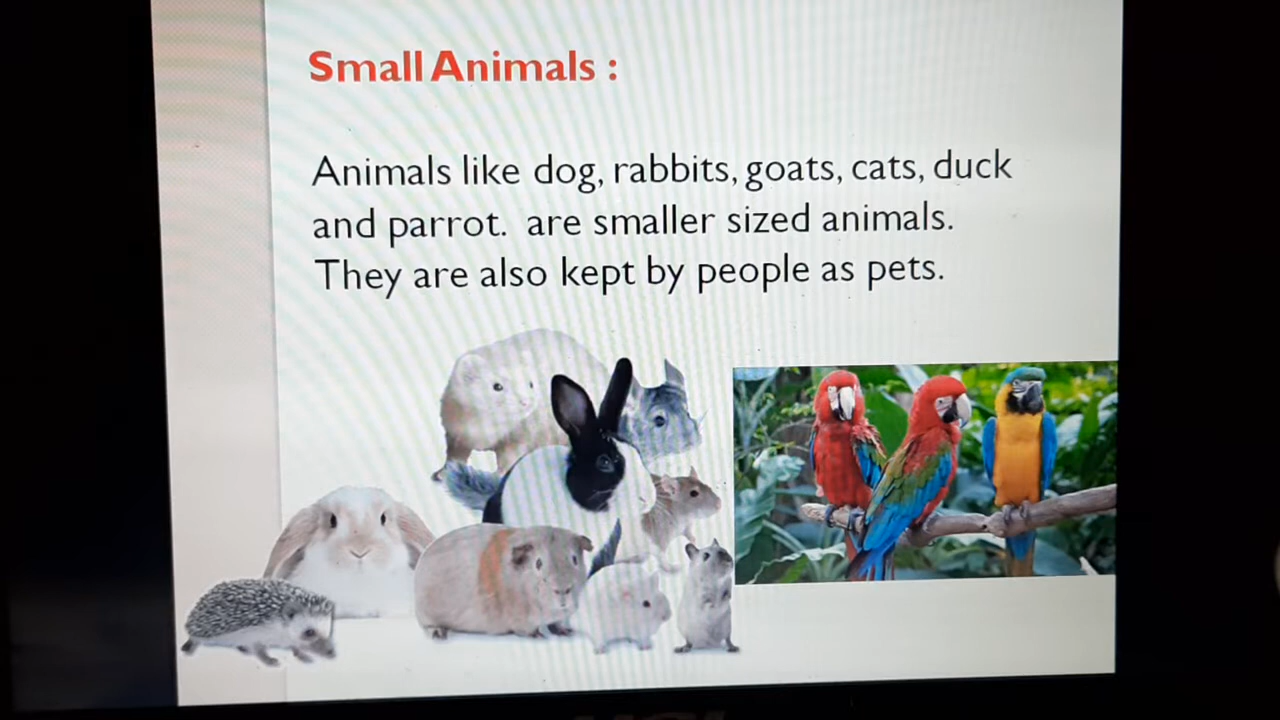 Small Animals :
Animals like dog, rabbits, goats, cats, duck
and parrot.  are smaller sized animals.
They are also kept by people as pets.